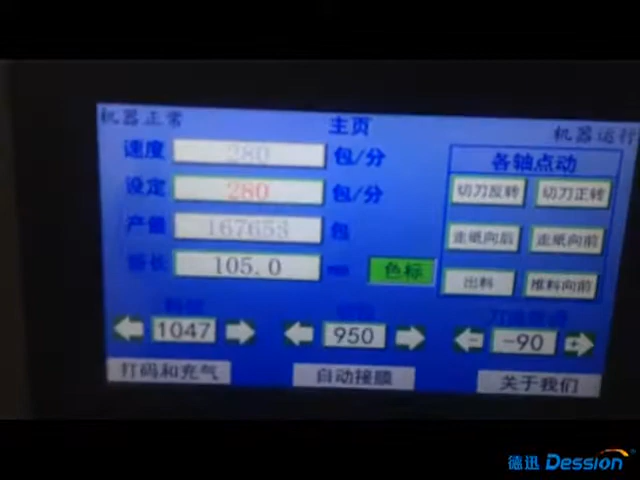 机器正常
主页
机器运行
速度 280 包/分
设定 280 包/分
产量 包
105.0
色标
各轴点动
切刀反转 切刀正转
走纸向后 走纸向前
出料 推料向前
1047
950
- -90 +
打码和充气
自动接膜
关于我们
德迅 Dession